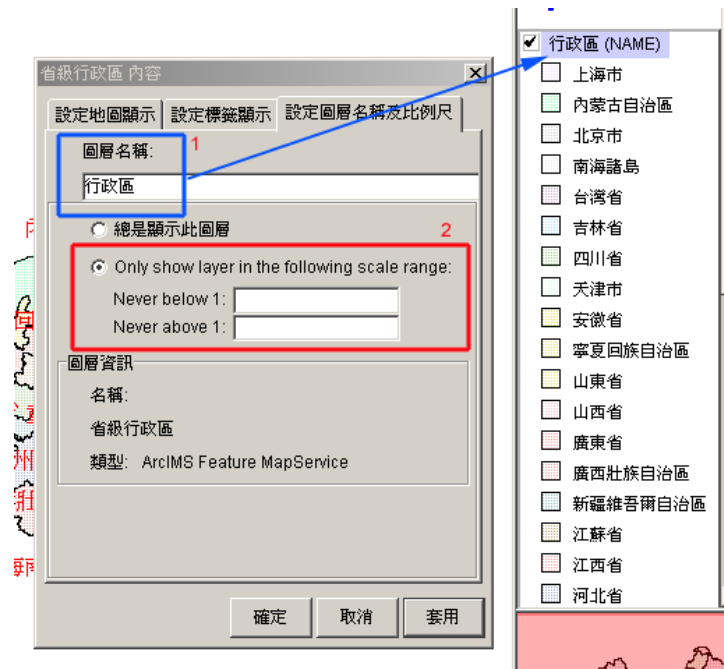 省級行政區 內容
設定地圖顯示 設定標籤顯示 設定圖層名稱及比例尺
圖層名稱:
1
行政區
總是顯示此圖層
2
Only show layer in the following scale range:
Never below 1:
Never above 1:
圖層資訊
名稱:
省級行政區
類型: ArcIMS Feature MapService
確定 取消 套用
行政區 (NAME)
上海市
內蒙古自治區
北京市
南海諸島
台灣省
吉林省
四川省
天津市
安徽省
寧夏回族自治區
山東省
山西省
廣東省
廣西壯族自治區
新疆維吾爾自治區
江蘇省
江西省
河北省
州
壯
海南